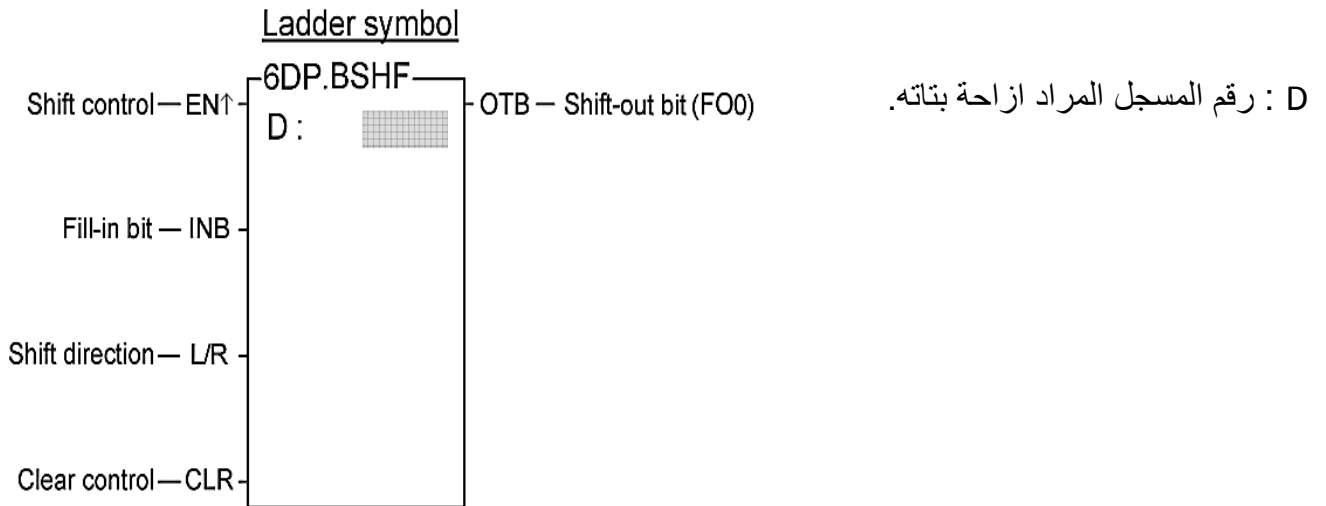 Ladder symbol
6DP.BSHF
Shift control — EN↑
D :
OTB — Shift-out bit (FO0)
D : رقم المسجل المراد ازاحة بتاته.
Fill-in bit — INB
Shift direction — L/R
Clear control — CLR